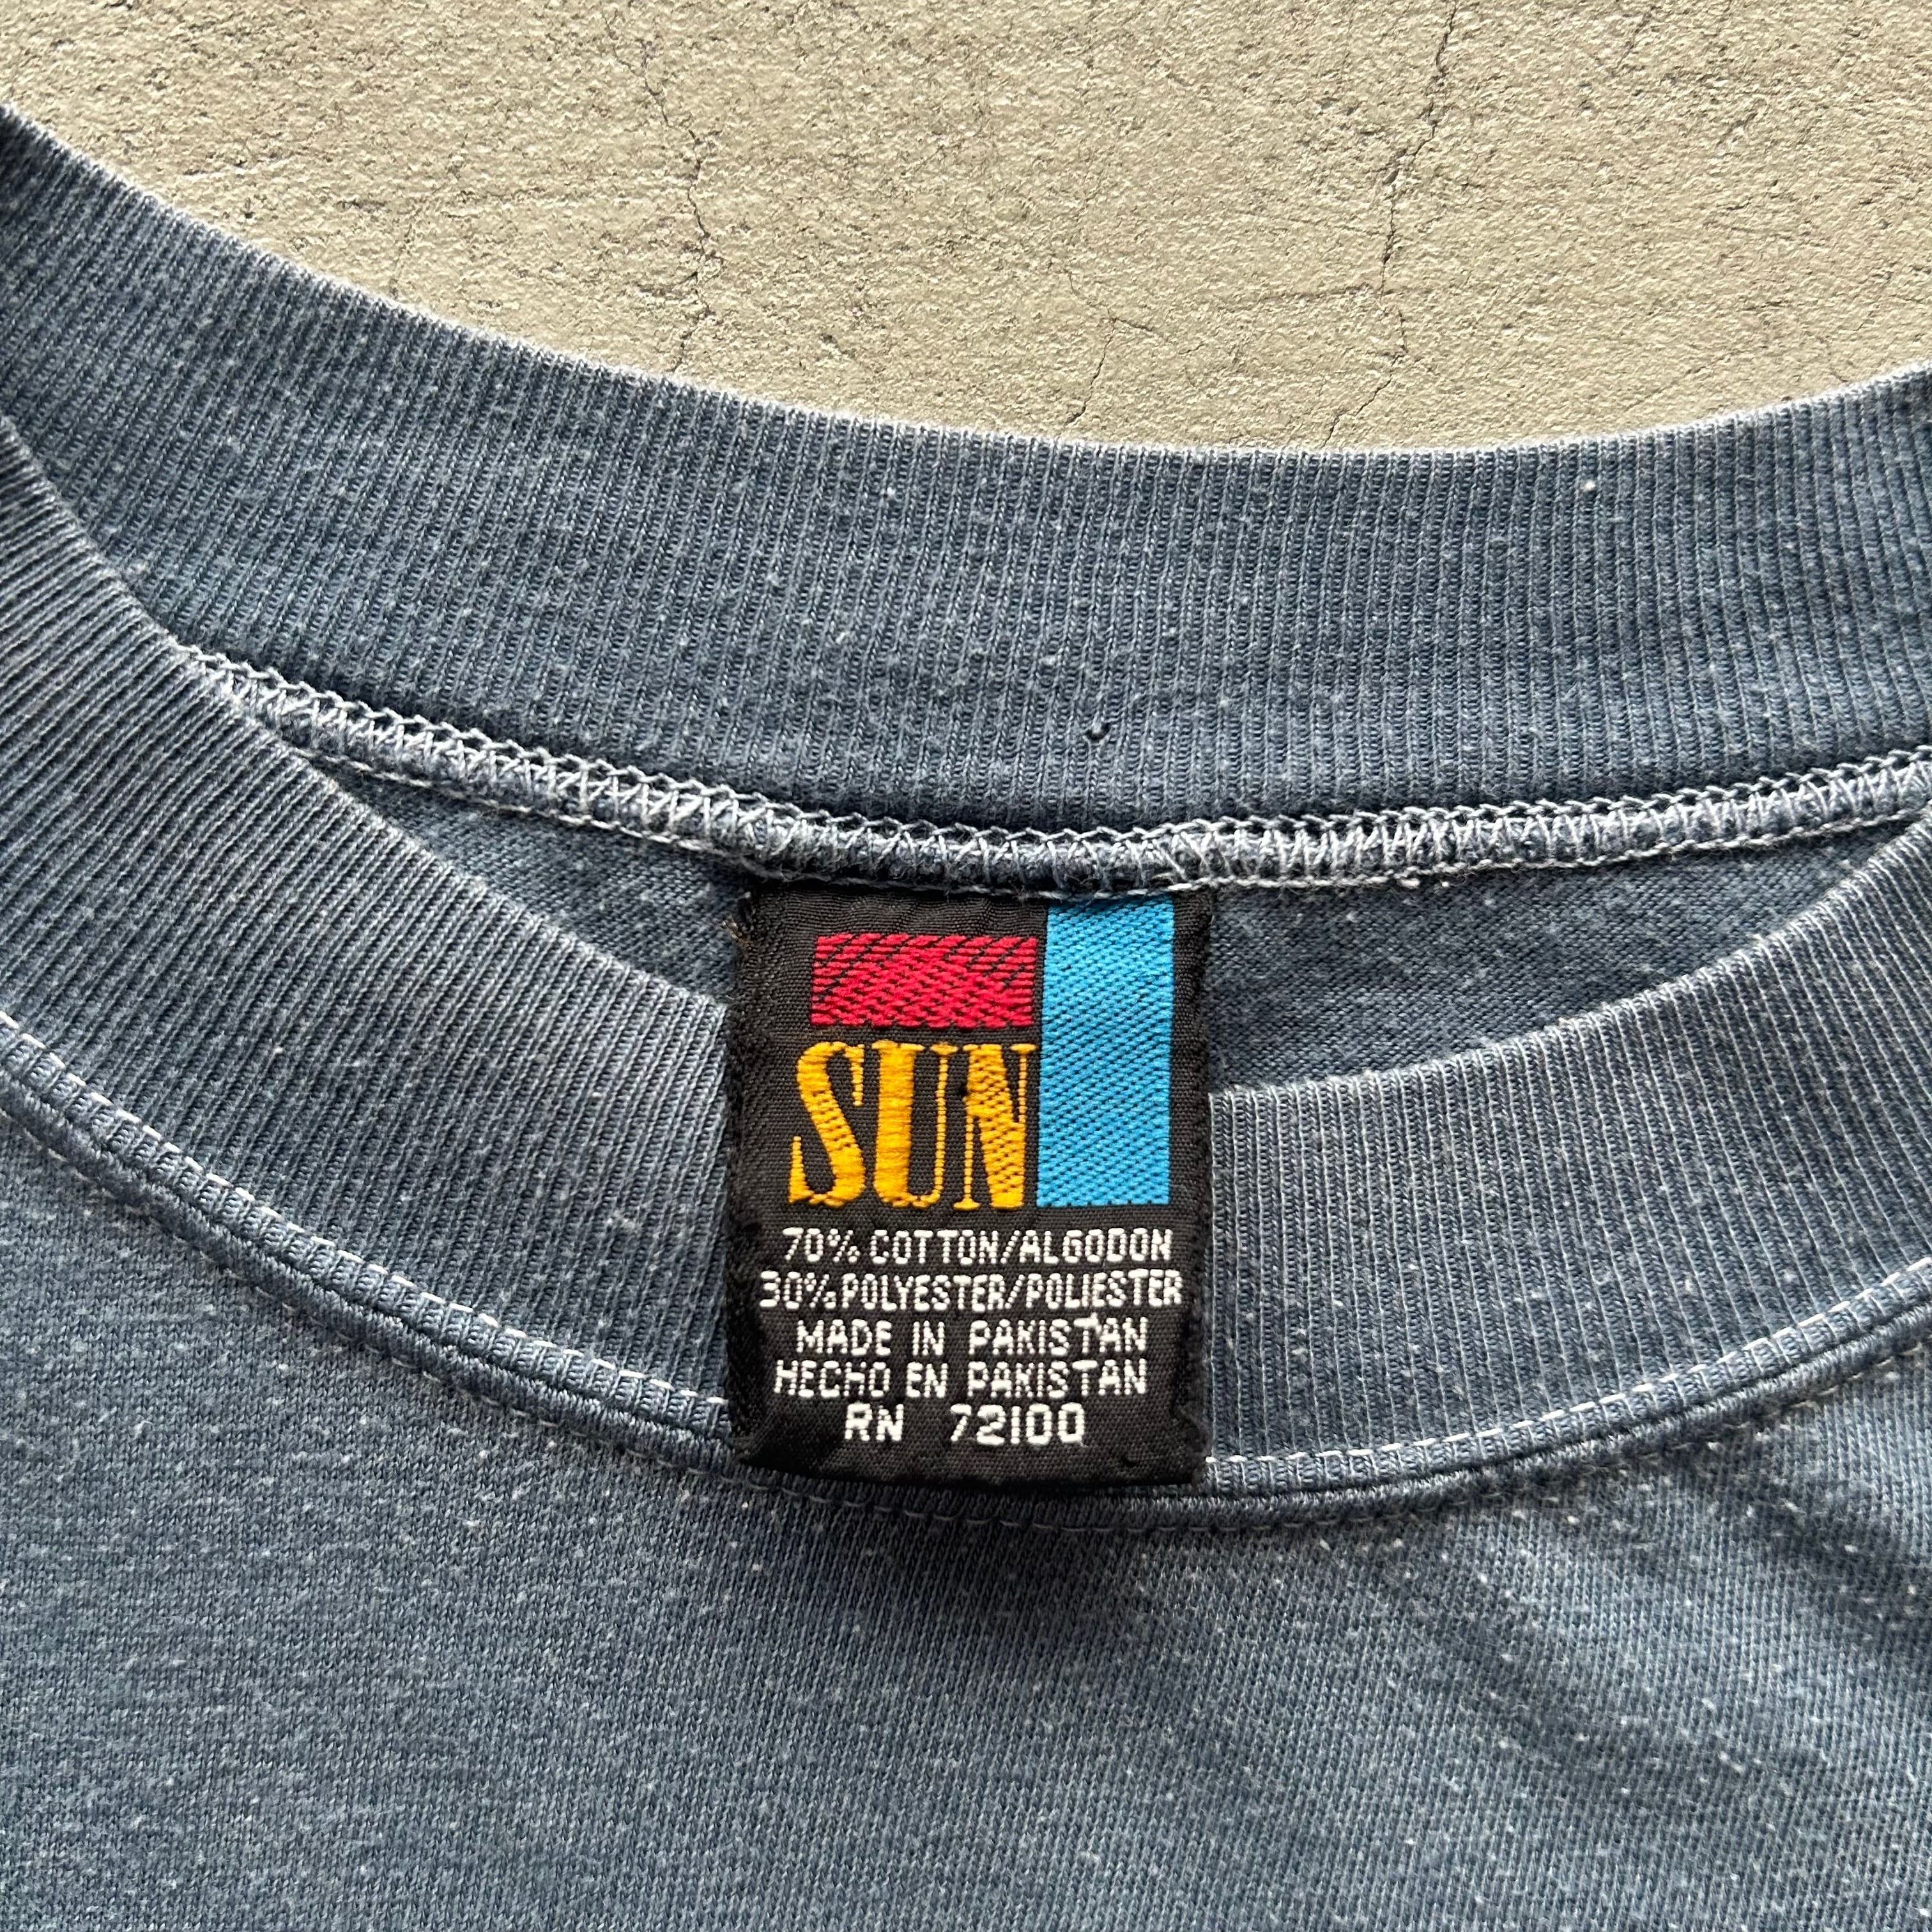 SUN
70% COTTON/ALGODON
30% POLYESTER/POLIESTER
MADE IN PAKISTAN
HECHO EN PAKISTAN
RN 72100